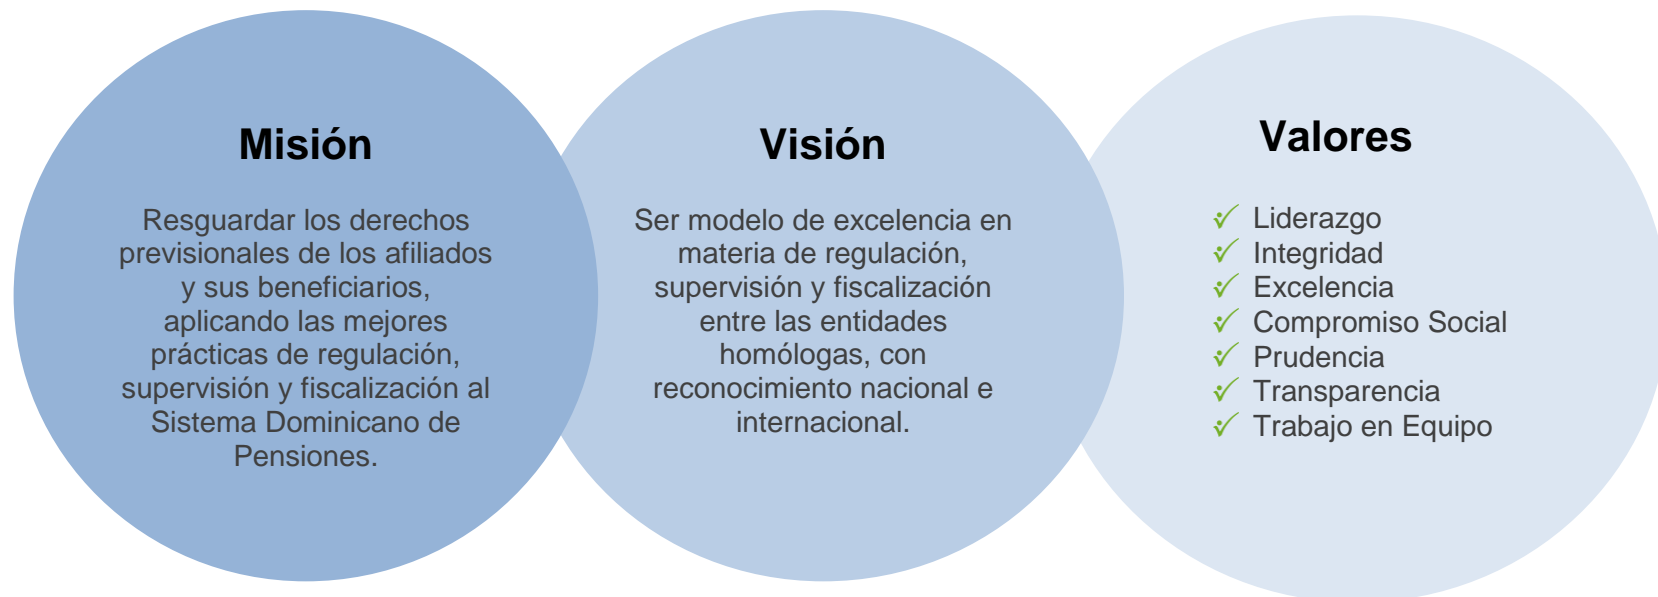 Misión
Resguardar los derechos
previsionales de los afiliados
y sus beneficiarios,
aplicando las mejores
prácticas de regulación,
supervisión y fiscalización al
Sistema Dominicano de
Pensiones.
Visión
Ser modelo de excelencia en
materia de regulación,
supervisión y fiscalización
entre las entidades
homólogas, con
reconocimiento nacional e
internacional.
Valores
Liderazgo
Integridad
Excelencia
Compromiso Social
Prudencia
Transparencia
Trabajo en Equipo